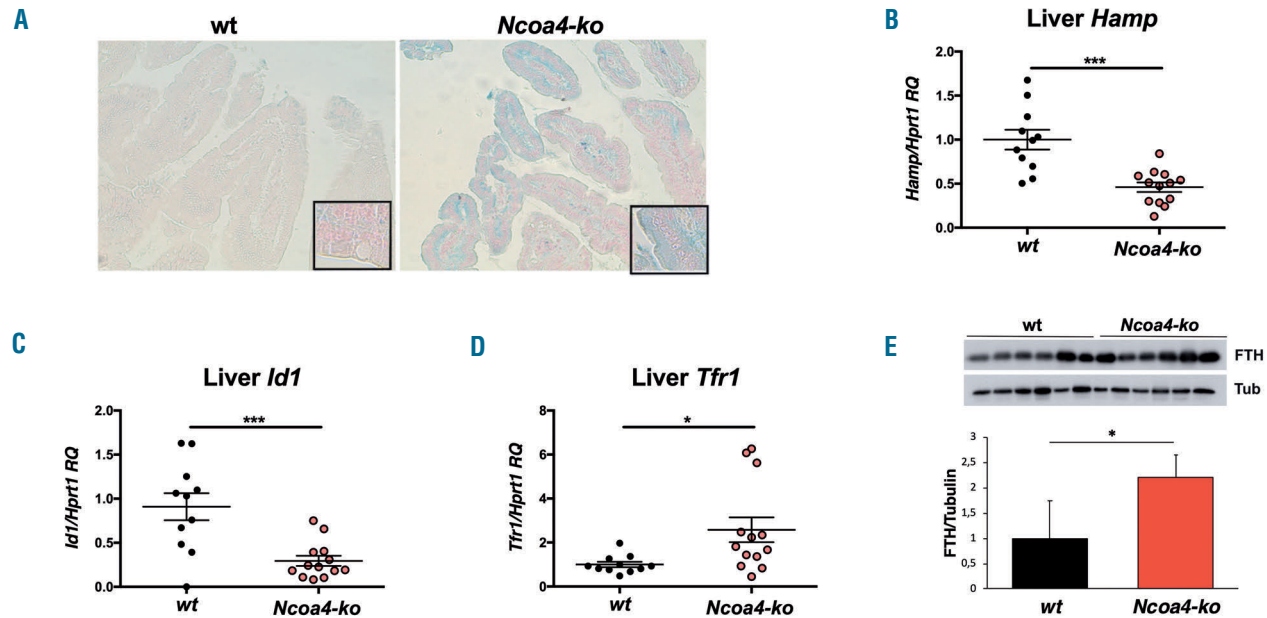 A
wt
Ncoa4-ko
B
Liver Hamp
Hamp/Hprt1 RQ
2.0
1.5
1.0
0.5
0.0
***
wt
Ncoa4-ko
C
Liver Id1
Id1/Hprt1 RQ
2.0
1.5
1.0
0.5
0.0
***
wt
Ncoa4-ko
D
Liver Tfr1
Tfr1/Hprt1 RQ
8
6
4
2
0
*
wt
Ncoa4-ko
E
wt
Ncoa4-ko
FTH
Tub
FTH/Tubulin
3
2,5
2
1,5
1
0,5
0
*
wt
Ncoa4-ko